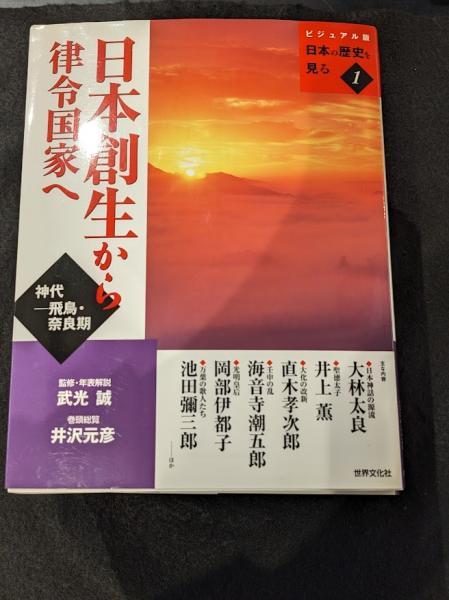 ビジュアル版
日本の歴史を
見る
1
日本創生から
律令国家へ
神代
─飛鳥・
奈良期
監修・年表解説
武光 誠
巻頭総覧
井沢元彦
主な内容
◆日本神話の源流
大林太良
◆聖徳太子
井上 薫
◆大化の改新
直木孝次郎
◆壬申の乱
海音寺潮五郎
◆光明皇后
岡部伊都子
◆万葉の歌人たち
池田彌三郎
……ほか
世界文化社